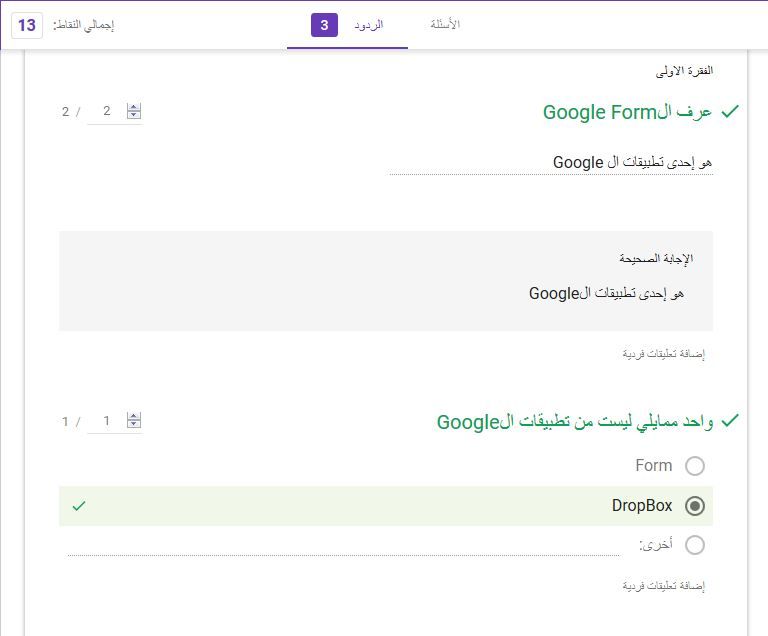 الأسئلة
الردود 3
إجمالي النقاط: 13
الفقرة الاولى
عرف الGoogle Form
2 / 2
هو إحدى تطبيقات ال Google
الإجابة الصحيحة
هو إحدى تطبيقات الGoogle
إضافة تعليقات فردية
واحد ممايلي ليست من تطبيقات الGoogle
1 / 1
Form
DropBox
أخرى:
إضافة تعليقات فردية